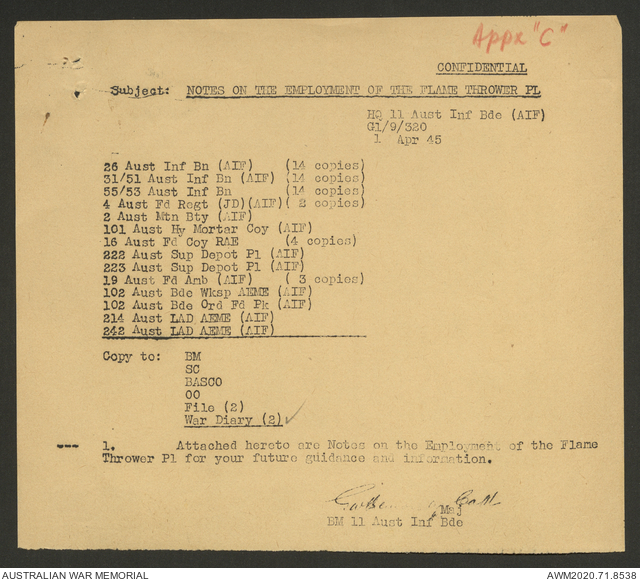 Appx "C"
CONFIDENTIAL
Subject: NOTES ON THE EMPLOYMENT OF THE FLAME THROWER PL
HQ 11 Aust Inf Bde (AIF)
G1/9/320
1 Apr 45
26 Aust Inf Bn (AIF) (14 copies)
31/51 Aust Inf Bn (AIF) (14 copies)
55/53 Aust Inf Bn (14 copies)
4 Aust Fd Regt (JD)(AIF)( 2 copies)
2 Aust Mtn Bty (AIF)
101 Aust Hy Mortar Coy (AIF)
16 Aust Fd Coy RAE (4 copies)
222 Aust Sup Depot Pl (AIF)
223 Aust Sup Depot Pl (AIF)
19 Aust Fd Amb (AIF) ( 3 copies)
102 Aust Bde Wksp AEME (AIF)
102 Aust Bde Ord Fd Pk (AIF)
214 Aust LAD AEME (AIF)
242 Aust LAD AEME (AIF)
Copy to: BM
SC
BASCO
OO
File (2)
War Diary (2)
--- 1. Attached hereto are Notes on the Employment of the Flame
Thrower Pl for your future guidance and information.
Capt
Maj
BM 11 Aust Inf Bde
AUSTRALIAN WAR MEMORIAL
AWM2020.71.8538